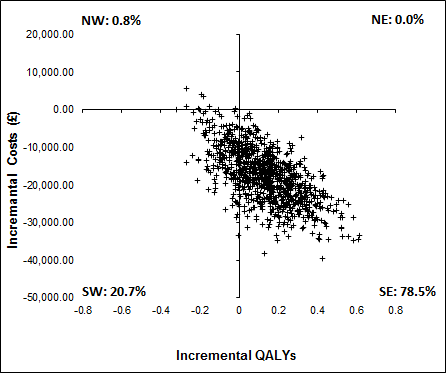 NW: 0.8%
NE: 0.0%
20,000.00
10,000.00
0.00
-10,000.00
-20,000.00
-30,000.00
-40,000.00
-50,000.00
Incremantal Costs (£)
SW: 20.7%
SE: 78.5%
-0.8 -0.6 -0.4 -0.2 0 0.2 0.4 0.6 0.8
Incremental QALYs